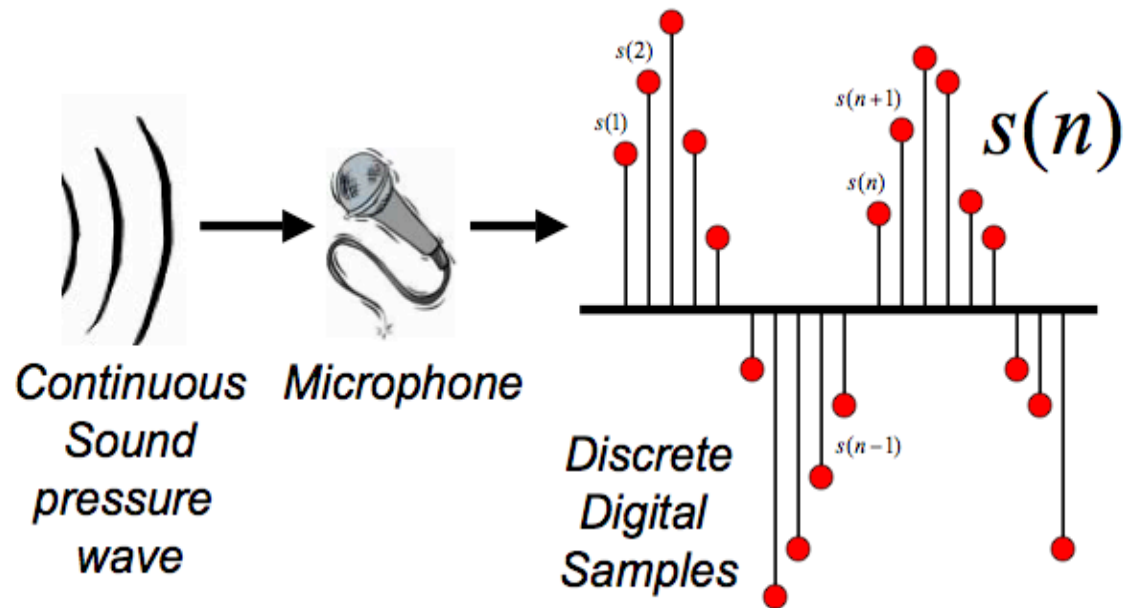 Continuous
Sound
pressure
wave
Microphone
s(1)
s(2)
s(n-1)
s(n)
s(n+1)
s(n)
Discrete
Digital
Samples